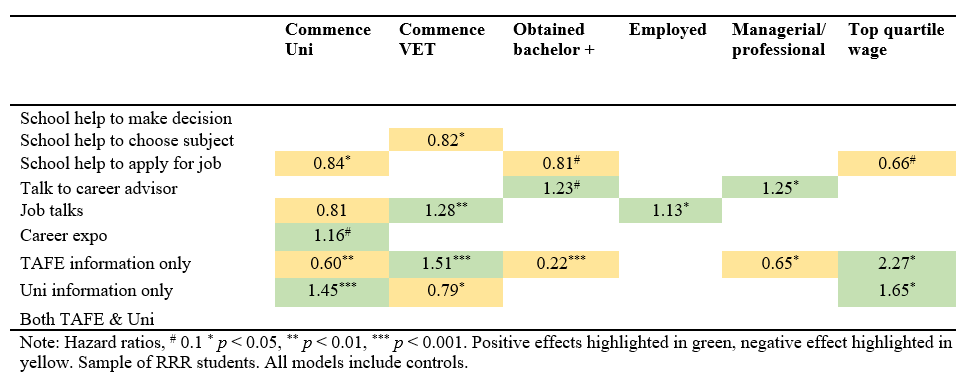 Commence Uni Commence VET Obtained bachelor + Employed Managerial/ professional Top quartile wage
School help to make decision
School help to choose subject 0.82*
School help to apply for job 0.84* 0.81# 0.66#
Talk to career advisor 1.23# 1.25*
Job talks 0.81 1.28** 1.13*
Career expo 1.16#
TAFE information only 0.60** 1.51*** 0.22*** 0.65* 2.27*
Uni information only 1.45*** 0.79* 1.65*
Both TAFE & Uni
Note: Hazard ratios, # 0.1 * p < 0.05, ** p < 0.01, *** p < 0.001. Positive effects highlighted in green, negative effect highlighted in
yellow. Sample of RRR students. All models include controls.